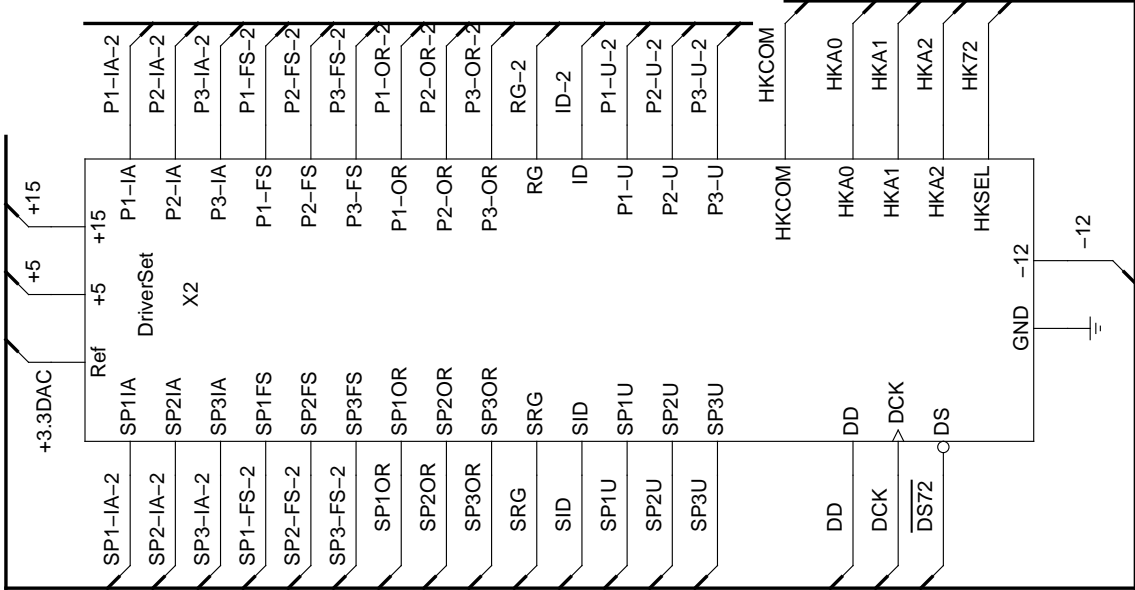 +3.3DAC
+5
+15
Ref
+5
+15
DriverSet
X2
SP1–IA–2
SP2–IA–2
SP3–IA–2
SP1–FS–2
SP2–FS–2
SP3–FS–2
SP1OR
SP2OR
SP3OR
SRG
SID
SP1U
SP2U
SP3U
DD
DCK
DS72
SP1IA
SP2IA
SP3IA
SP1FS
SP2FS
SP3FS
SP1OR
SP2OR
SP3OR
SRG
SID
SP1U
SP2U
SP3U
DD
DCK
DS
P1–IA
P2–IA
P3–IA
P1–FS
P2–FS
P3–FS
P1–OR
P2–OR
P3–OR
RG
ID
P1–U
P2–U
P3–U
HKCOM
HKA0
HKA1
HKA2
HKSEL
P1–IA–2
P2–IA–2
P3–IA–2
P1–FS–2
P2–FS–2
P3–FS–2
P1–OR–2
P2–OR–2
P3–OR–2
RG–2
ID–2
P1–U–2
P2–U–2
P3–U–2
HKCOM
HKA0
HKA1
HKA2
HK72
GND
–12
–12